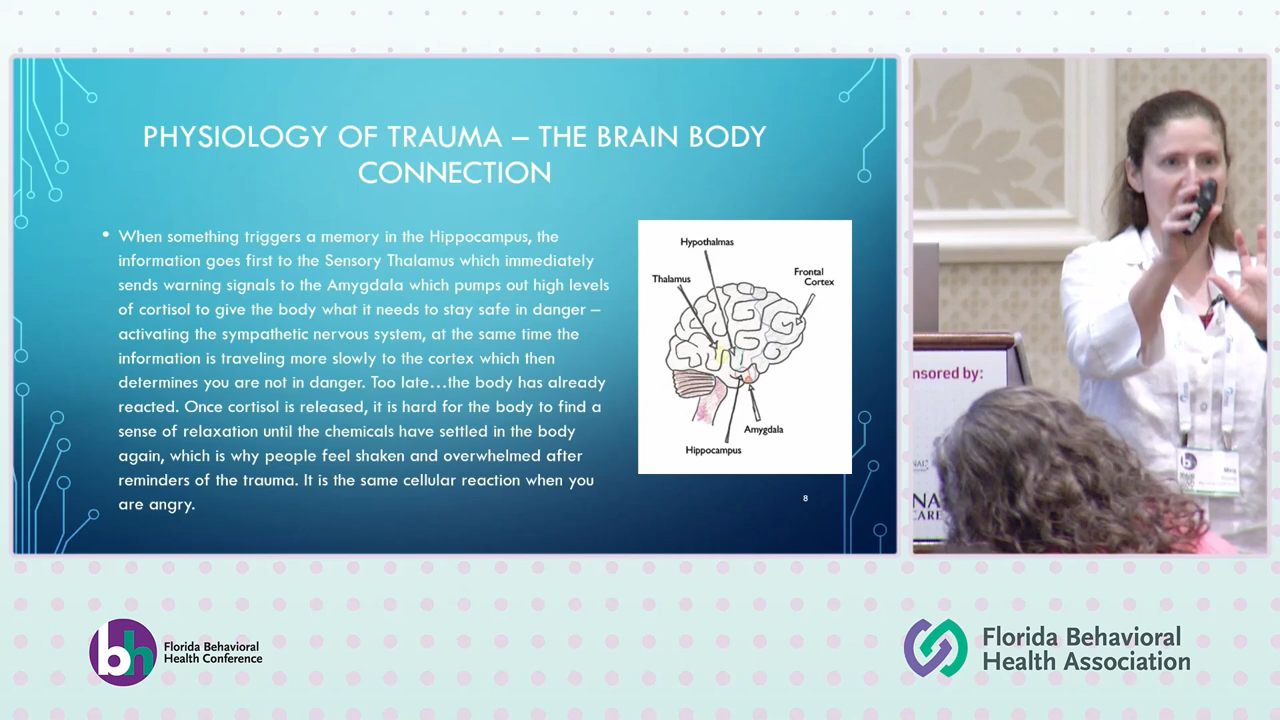 PHYSIOLOGY OF TRAUMA – THE BRAIN BODY
CONNECTION
• When something triggers a memory in the Hippocampus, the
information goes first to the Sensory Thalamus which immediately
sends warning signals to the Amygdala which pumps out high levels
of cortisol to give the body what it needs to stay safe in danger –
activating the sympathetic nervous system, at the same time the
information is traveling more slowly to the cortex which then
determines you are not in danger. Too late…the body has already
reacted. Once cortisol is released, it is hard for the body to find a
sense of relaxation until the chemicals have settled in the body
again, which is why people feel shaken and overwhelmed after
reminders of the trauma. It is the same cellular reaction when you
are angry.
Hypothalmas
Thalamus
Frontal
Cortex
Amygdala
Hippocampus
8
nsored by:
NA
CARE
bh
Florida Behavioral
Health Conference
Florida Behavioral
Health Association